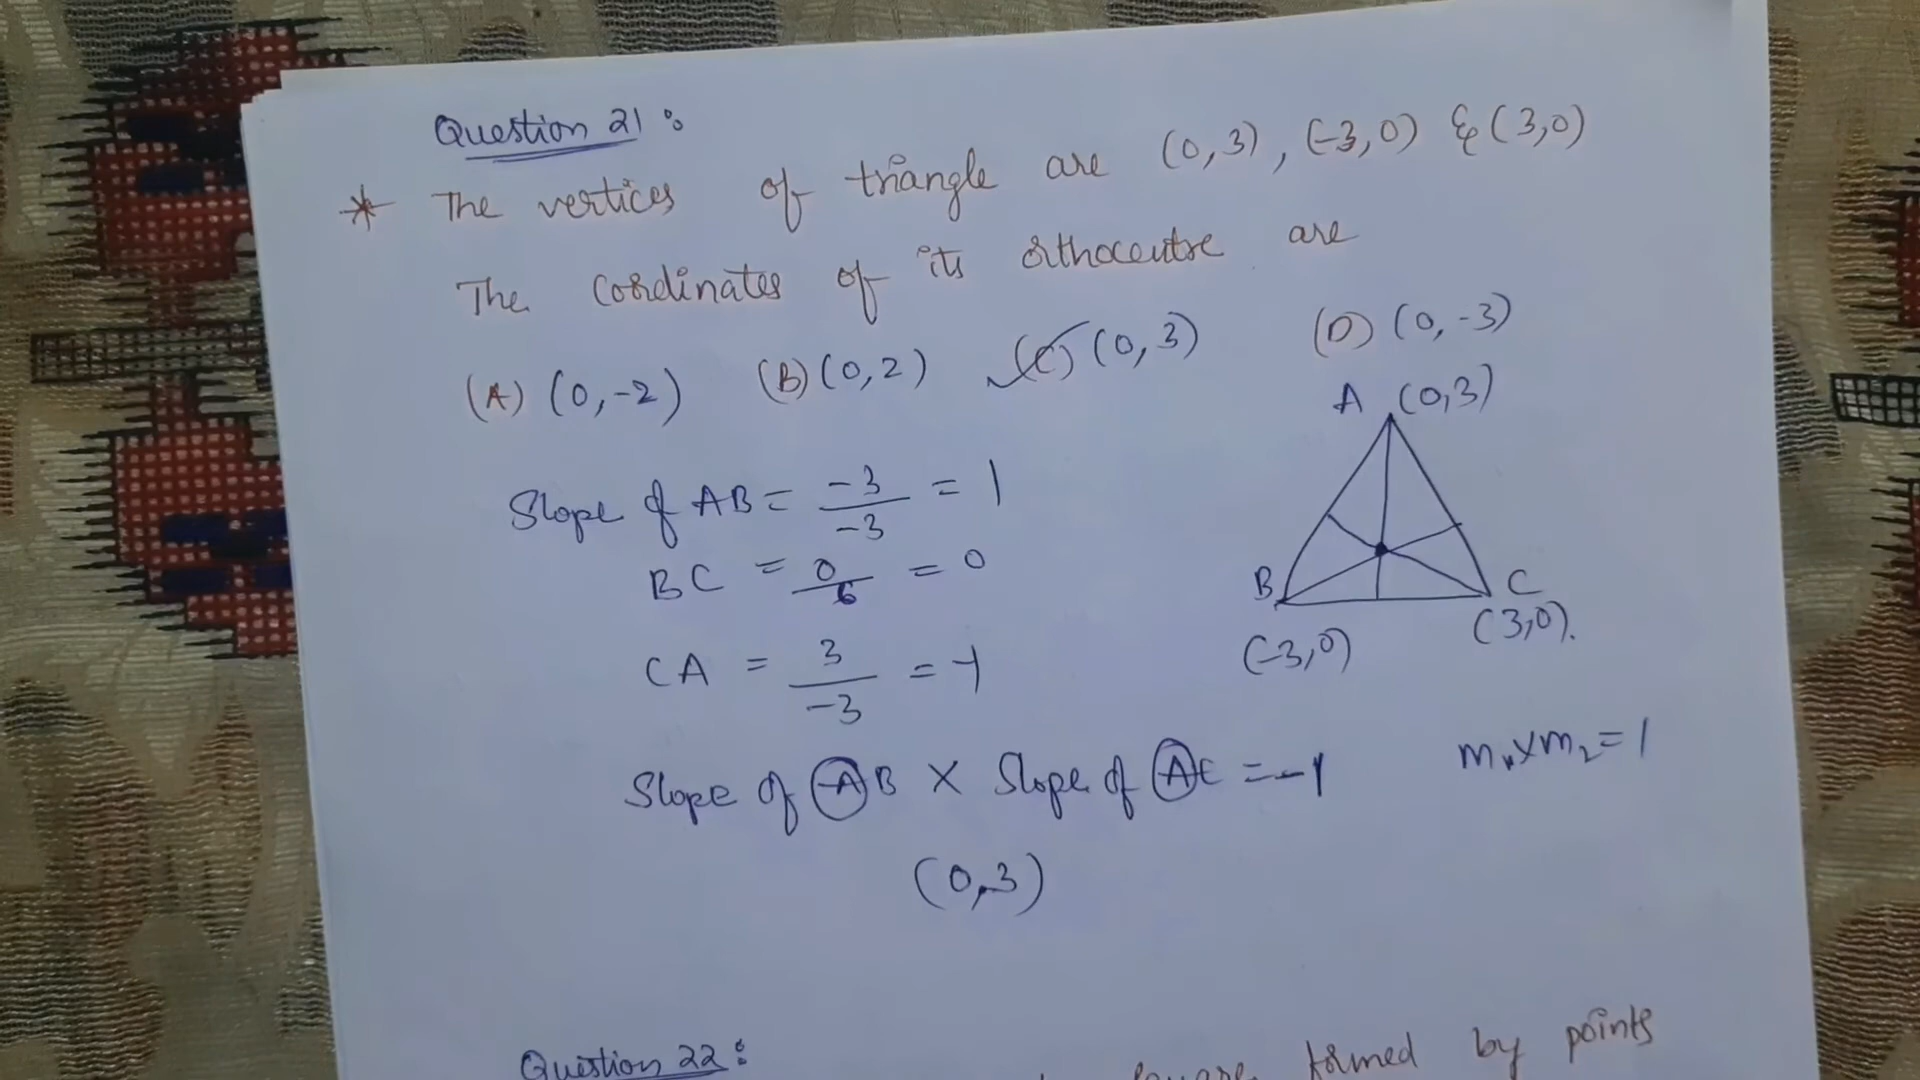 Question 21:
* The vertices of triangle are (0,3), (-3,0) & (3,0)
The coordinates of its orthocentre are
(A) (0,-2) (B) (0,2) (C) (0,3) (D) (0,-3)
A (0,3)
Slope of AB = -3/-3 = 1
BC = 0/6 = 0
B C
(-3,0) (3,0).
CA = 3/-3 = -1
Slope of AB × Slope of AC = -1 m₁×m₂=1
(0,3)
Question 22:
formed by points